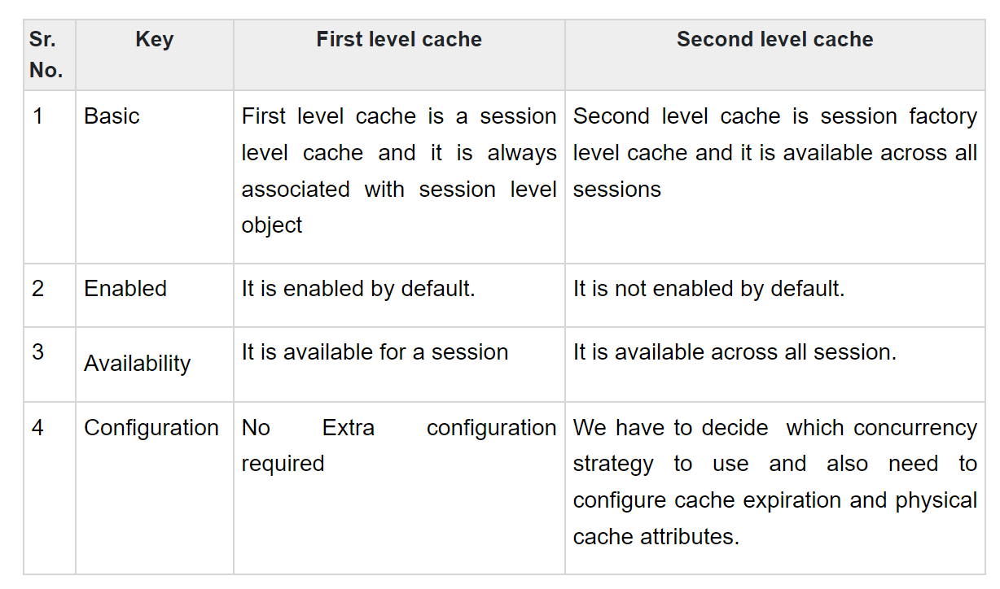 Sr. No.
Key
First level cache
Second level cache
1
Basic
First level cache is a session
level cache and it is always
associated with session level
object
Second level cache is session factory
level cache and it is available across all
sessions
2
Enabled
It is enabled by default.
It is not enabled by default.
3
Availability
It is available for a session
It is available across all session.
4
Configuration
No Extra configuration
required
We have to decide which concurrency
strategy to use and also need to
configure cache expiration and physical
cache attributes.